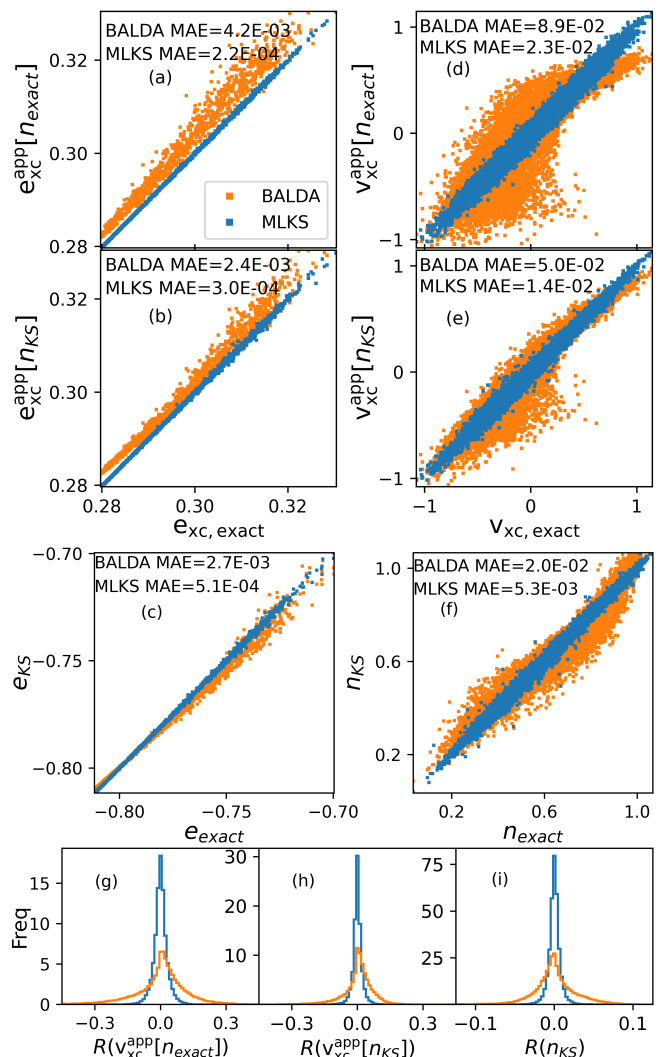 BALDA MAE=4.2E-03
MLKS MAE=2.2E-04
(a)
0.32
0.30
0.28
e_xc^app[n_exact]
BALDA
MLKS
BALDA MAE=8.9E-02
MLKS MAE=2.3E-02
(d)
1
0
−1
v_xc^app[n_exact]
BALDA MAE=2.4E-03
MLKS MAE=3.0E-04
(b)
0.32
0.30
0.28
e_xc^app[n_KS]
0.28
0.30
0.32
e_xc, exact
BALDA MAE=5.0E-02
MLKS MAE=1.4E-02
(e)
1
0
−1
v_xc^app[n_KS]
−1
0
1
v_xc, exact
BALDA MAE=2.7E-03
MLKS MAE=5.1E-04
(c)
−0.70
−0.75
−0.80
e_KS
−0.80
−0.75
−0.70
e_exact
BALDA MAE=2.0E-02
MLKS MAE=5.3E-03
(f)
1.0
0.6
0.2
n_KS
0.2
0.6
1.0
n_exact
(g)
15
10
5
0
Freq
−0.3
0.0
0.3
R(v_xc^app[n_exact])
(h)
30
20
10
−0.3
0.0
0.3
R(v_xc^app[n_KS])
(i)
75
50
25
−0.1
0.0
0.1
R(n_KS)